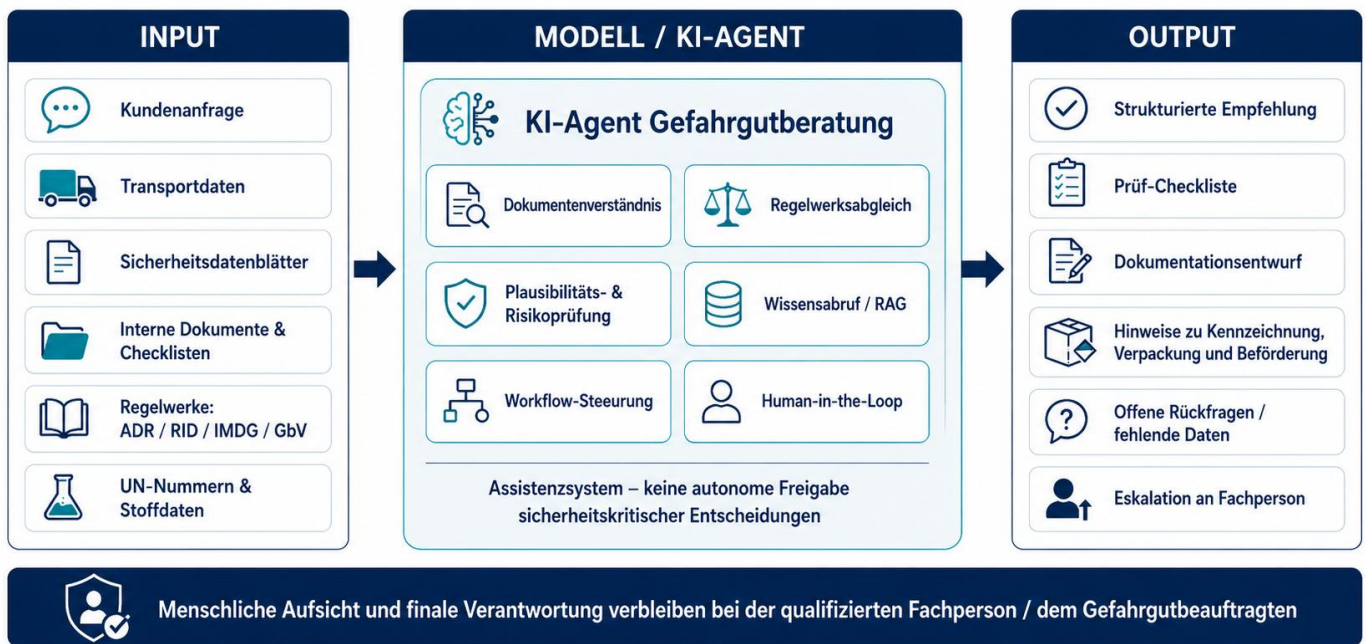 INPUT
Kundenanfrage
Transportdaten
Sicherheitsdatenblätter
Interne Dokumente &
Checklisten
Regelwerke:
ADR / RID / IMDG / GbV
UN-Nummern &
Stoffdaten
MODELL / KI-AGENT
KI-Agent Gefahrgutberatung
Dokumentenverständnis
Regelwerksabgleich
Plausibilitäts- &
Risikoprüfung
Wissensabruf / RAG
Workflow-Steeurung
Human-in-the-Loop
Assistenzsystem – keine autonome Freigabe
sicherheitskritischer Entscheidungen
OUTPUT
Strukturierte Empfehlung
Prüf-Checkliste
Dokumentationsentwurf
Hinweise zu Kennzeichnung,
Verpackung und Beförderung
?
Offene Rückfragen /
fehlende Daten
Eskalation an Fachperson
Menschliche Aufsicht und finale Verantwortung verbleiben bei der qualifizierten Fachperson / dem Gefahrgutbeauftragten